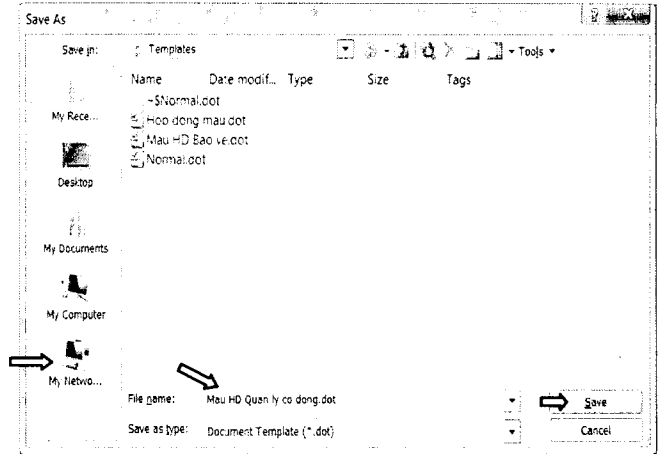 Save As
Save in: Templates Tools
Name Date modif... Type Size Tags
~$Normal.dot
My Rece... Hop dong mau.dot
Mau HD Bao ve.dot
Normal.dot
Desktop
My Documents
My Computer
My Netwo...
File name: Mau HD Quan ly co dong.dot Save
Save as type: Document Template (*.dot) Cancel